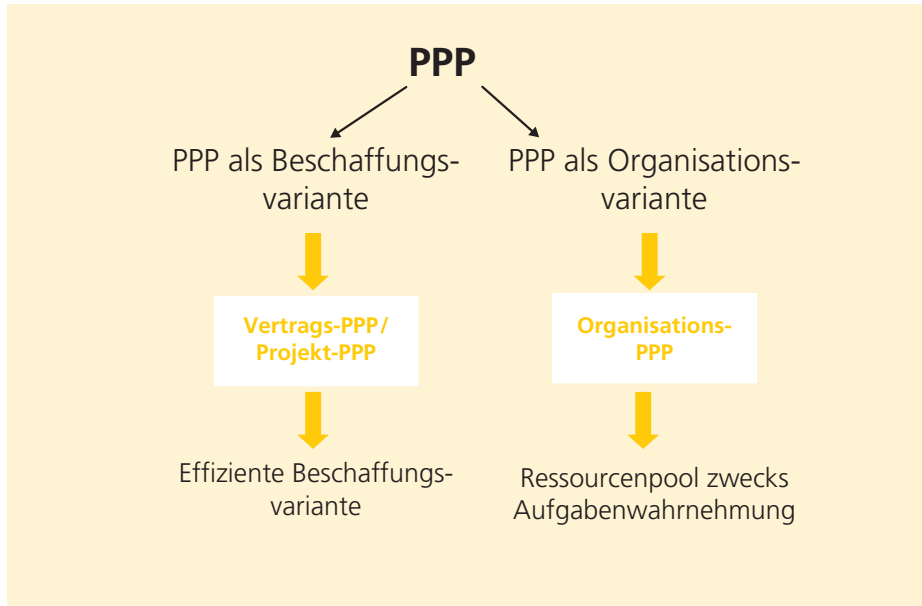 PPP
PPP als Beschaffungs-
variante
PPP als Organisations-
variante
Vertrags-PPP/
Projekt-PPP
Organisations-
PPP
Effiziente Beschaffungs-
variante
Ressourcenpool zwecks
Aufgabenwahrnehmung